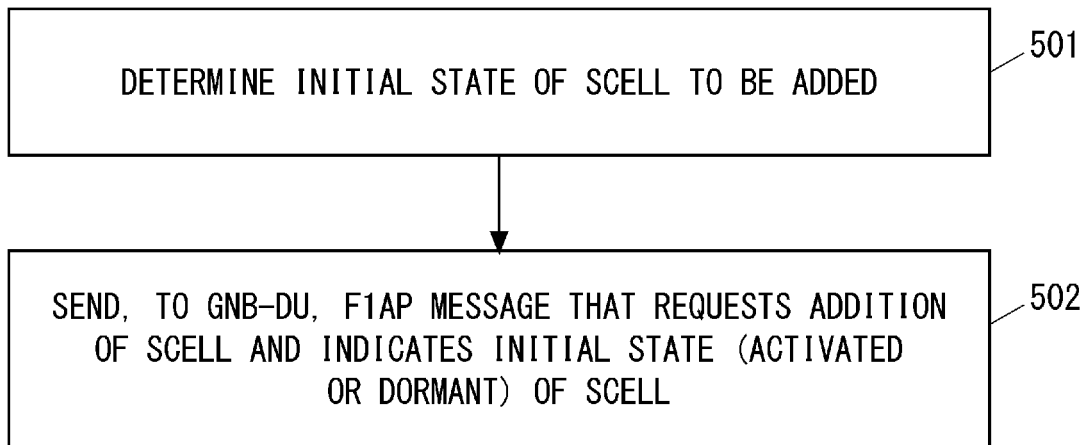 DETERMINE INITIAL STATE OF SCELL TO BE ADDED
501
SEND, TO GNB-DU, F1AP MESSAGE THAT REQUESTS ADDITION
OF SCELL AND INDICATES INITIAL STATE (ACTIVATED
OR DORMANT) OF SCELL
502